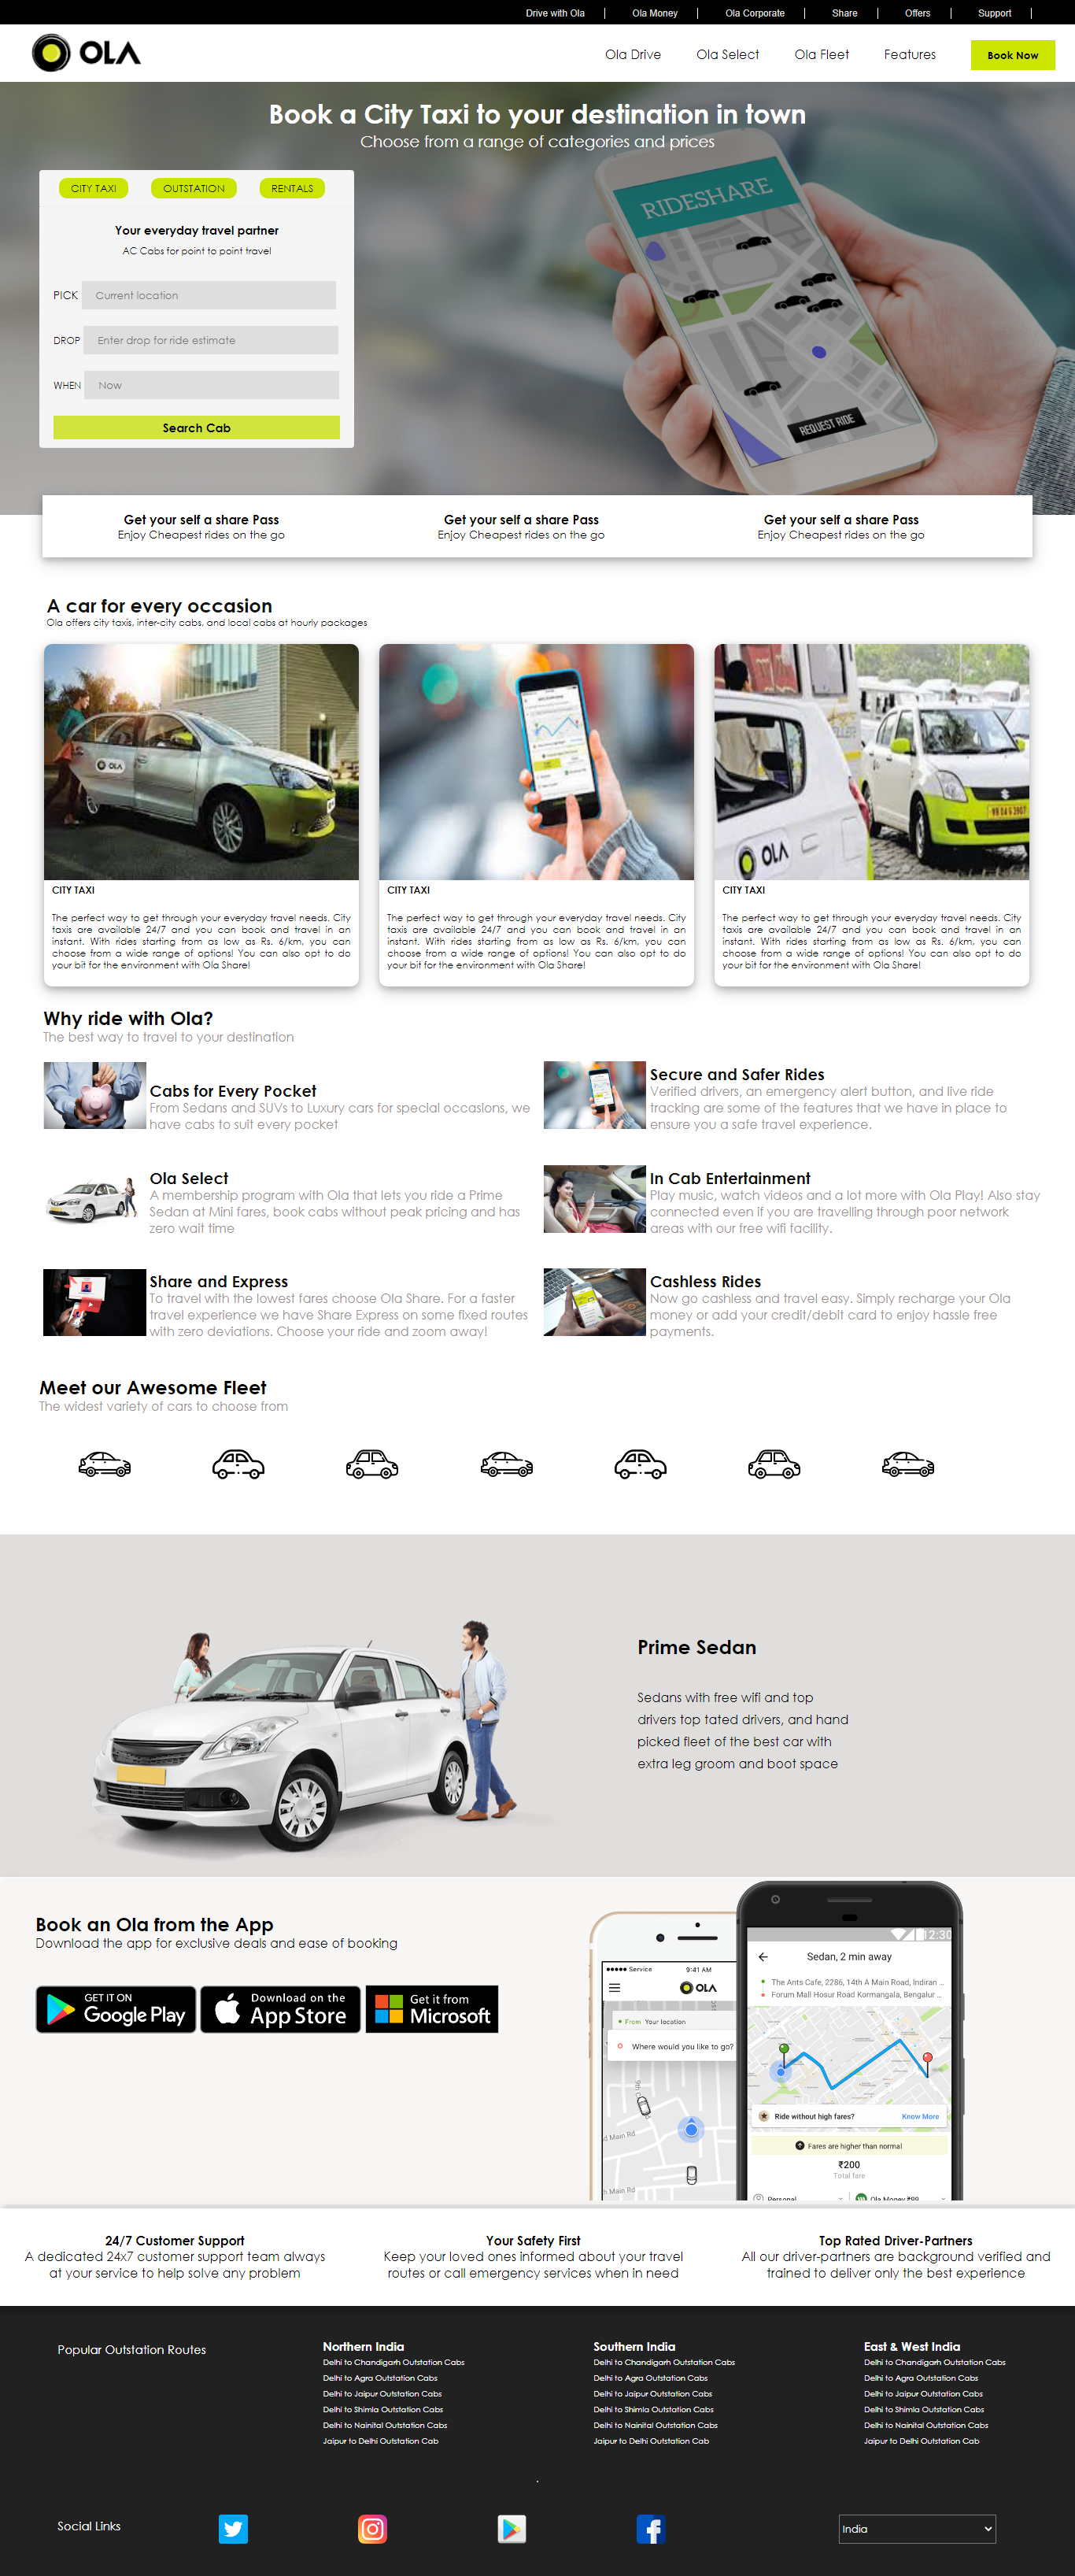 Drive with Ola | Ola Money | Ola Corporate | Share | Offers | Support |
OLA
Ola Drive Ola Select Ola Fleet Features Book Now
Book a City Taxi to your destination in town
Choose from a range of categories and prices
CITY TAXI OUTSTATION RENTALS
Your everyday travel partner
AC Cabs for point to point travel
PICK Current location
DROP Enter drop for ride estimate
WHEN Now
Search Cab
RIDESHARE
REQUEST RIDE
Get your self a share Pass
Enjoy Cheapest rides on the go
Get your self a share Pass
Enjoy Cheapest rides on the go
Get your self a share Pass
Enjoy Cheapest rides on the go
A car for every occasion
Ola offers city taxis, inter-city cabs, and local cabs at hourly packages
OLA
OLA
CITY TAXI
The perfect way to get through your everyday travel needs. City
taxis are available 24/7 and you can book and travel in an
instant. With rides starting from as low as Rs. 6/km, you can
choose from a wide range of options! You can also opt to do
your bit for the environment with Ola Share!
CITY TAXI
The perfect way to get through your everyday travel needs. City
taxis are available 24/7 and you can book and travel in an
instant. With rides starting from as low as Rs. 6/km, you can
choose from a wide range of options! You can also opt to do
your bit for the environment with Ola Share!
CITY TAXI
The perfect way to get through your everyday travel needs. City
taxis are available 24/7 and you can book and travel in an
instant. With rides starting from as low as Rs. 6/km, you can
choose from a wide range of options! You can also opt to do
your bit for the environment with Ola Share!
Why ride with Ola?
The best way to travel to your destination
Cabs for Every Pocket
From Sedans and SUVs to Luxury cars for special occasions, we
have cabs to suit every pocket
Secure and Safer Rides
Verified drivers, an emergency alert button, and live ride
tracking are some of the features that we have in place to
ensure you a safe travel experience.
Ola Select
A membership program with Ola that lets you ride a Prime
Sedan at Mini fares, book cabs without peak pricing and has
zero wait time
In Cab Entertainment
Play music, watch videos and a lot more with Ola Play! Also stay
connected even if you are travelling through poor network
areas with our free wifi facility.
Share and Express
To travel with the lowest fares choose Ola Share. For a faster
travel experience we have Share Express on some fixed routes
with zero deviations. Choose your ride and zoom away!
Cashless Rides
Now go cashless and travel easy. Simply recharge your Ola
money or add your credit/debit card to enjoy hassle free
payments.
Meet our Awesome Fleet
The widest variety of cars to choose from
Prime Sedan
Sedans with free wifi and top
drivers top tated drivers, and hand
picked fleet of the best car with
extra leg groom and boot space
Book an Ola from the App
Download the app for exclusive deals and ease of booking
GET IT ON
Google Play
Download on the
App Store
Get it from
Microsoft
Service 9:41 AM
OLA
From Your location
Where would you like to go?
9th C
d Main Rd
h Main Rd
12:30
Sedan, 2 min away
The Ants Cafe, 2286, 14th A Main Road, Indiran ...
Forum Mall Hosur Road Kormangala, Bengalur ...
Ride without high fares? Know More
Fares are higher than normal
₹200
Total fare
Personal Ola Money ₹99
24/7 Customer Support
A dedicated 24x7 customer support team always
at your service to help solve any problem
Your Safety First
Keep your loved ones informed about your travel
routes or call emergency services when in need
Top Rated Driver-Partners
All our driver-partners are background verified and
trained to deliver only the best experience
Popular Outstation Routes
Northern India
Delhi to Chandigarh Outstation Cabs
Delhi to Agra Outstation Cabs
Delhi to Jaipur Outstation Cabs
Delhi to Shimla Outstation Cabs
Delhi to Nainital Outstation Cabs
Jaipur to Delhi Outstation Cab
Southern India
Delhi to Chandigarh Outstation Cabs
Delhi to Agra Outstation Cabs
Delhi to Jaipur Outstation Cabs
Delhi to Shimla Outstation Cabs
Delhi to Nainital Outstation Cabs
Jaipur to Delhi Outstation Cab
East & West India
Delhi to Chandigarh Outstation Cabs
Delhi to Agra Outstation Cabs
Delhi to Jaipur Outstation Cabs
Delhi to Shimla Outstation Cabs
Delhi to Nainital Outstation Cabs
Jaipur to Delhi Outstation Cab
.
Social Links
India